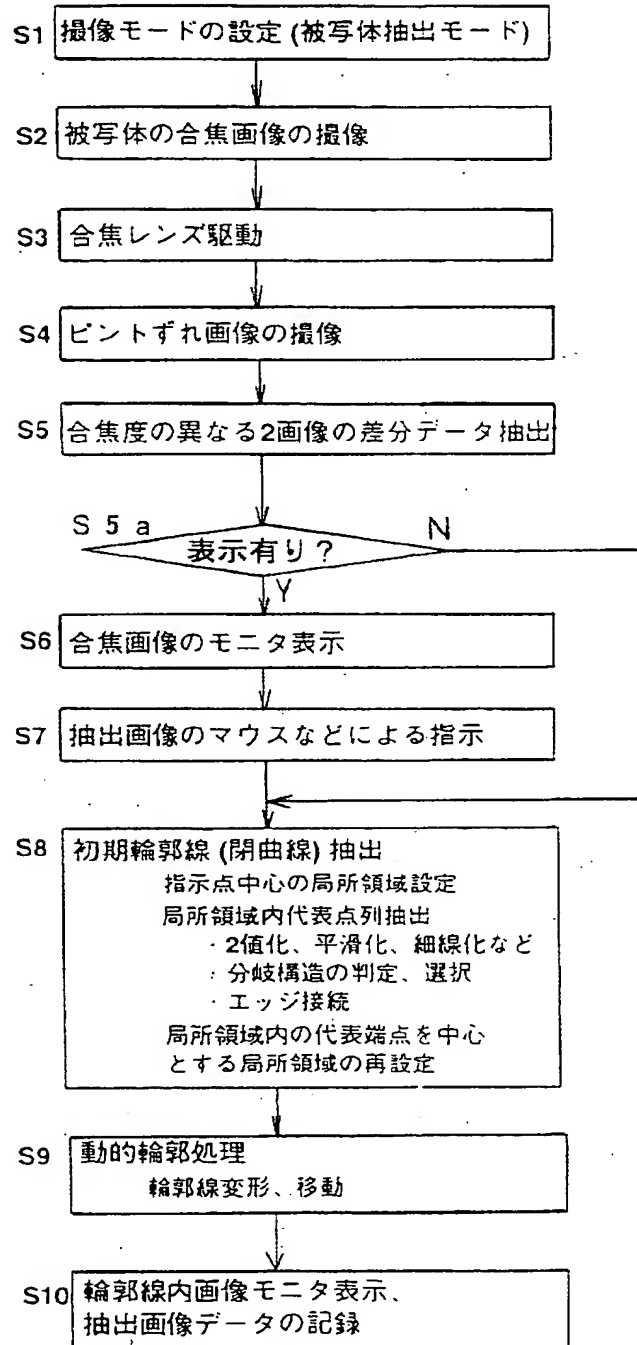 S1 撮像モードの設定 (被写体抽出モード)
S2 被写体の合焦画像の撮像
S3 合焦レンズ駆動
S4 ピントずれ画像の撮像
S5 合焦度の異なる2画像の差分データ抽出
S 5 a
N
表示有り?
Y
S6 合焦画像のモニタ表示
S7 抽出画像のマウスなどによる指示
S8 初期輪郭線 (閉曲線) 抽出
指示点中心の局所領域設定
局所領域内代表点列抽出
・2値化、平滑化、細線化など
・分岐構造の判定、選択
・エッジ接続
局所領域内の代表端点を中心
とする局所領域の再設定
S9 動的輪郭処理
輪郭線変形、移動
S10 輪郭線内画像モニタ表示、
抽出画像データの記録